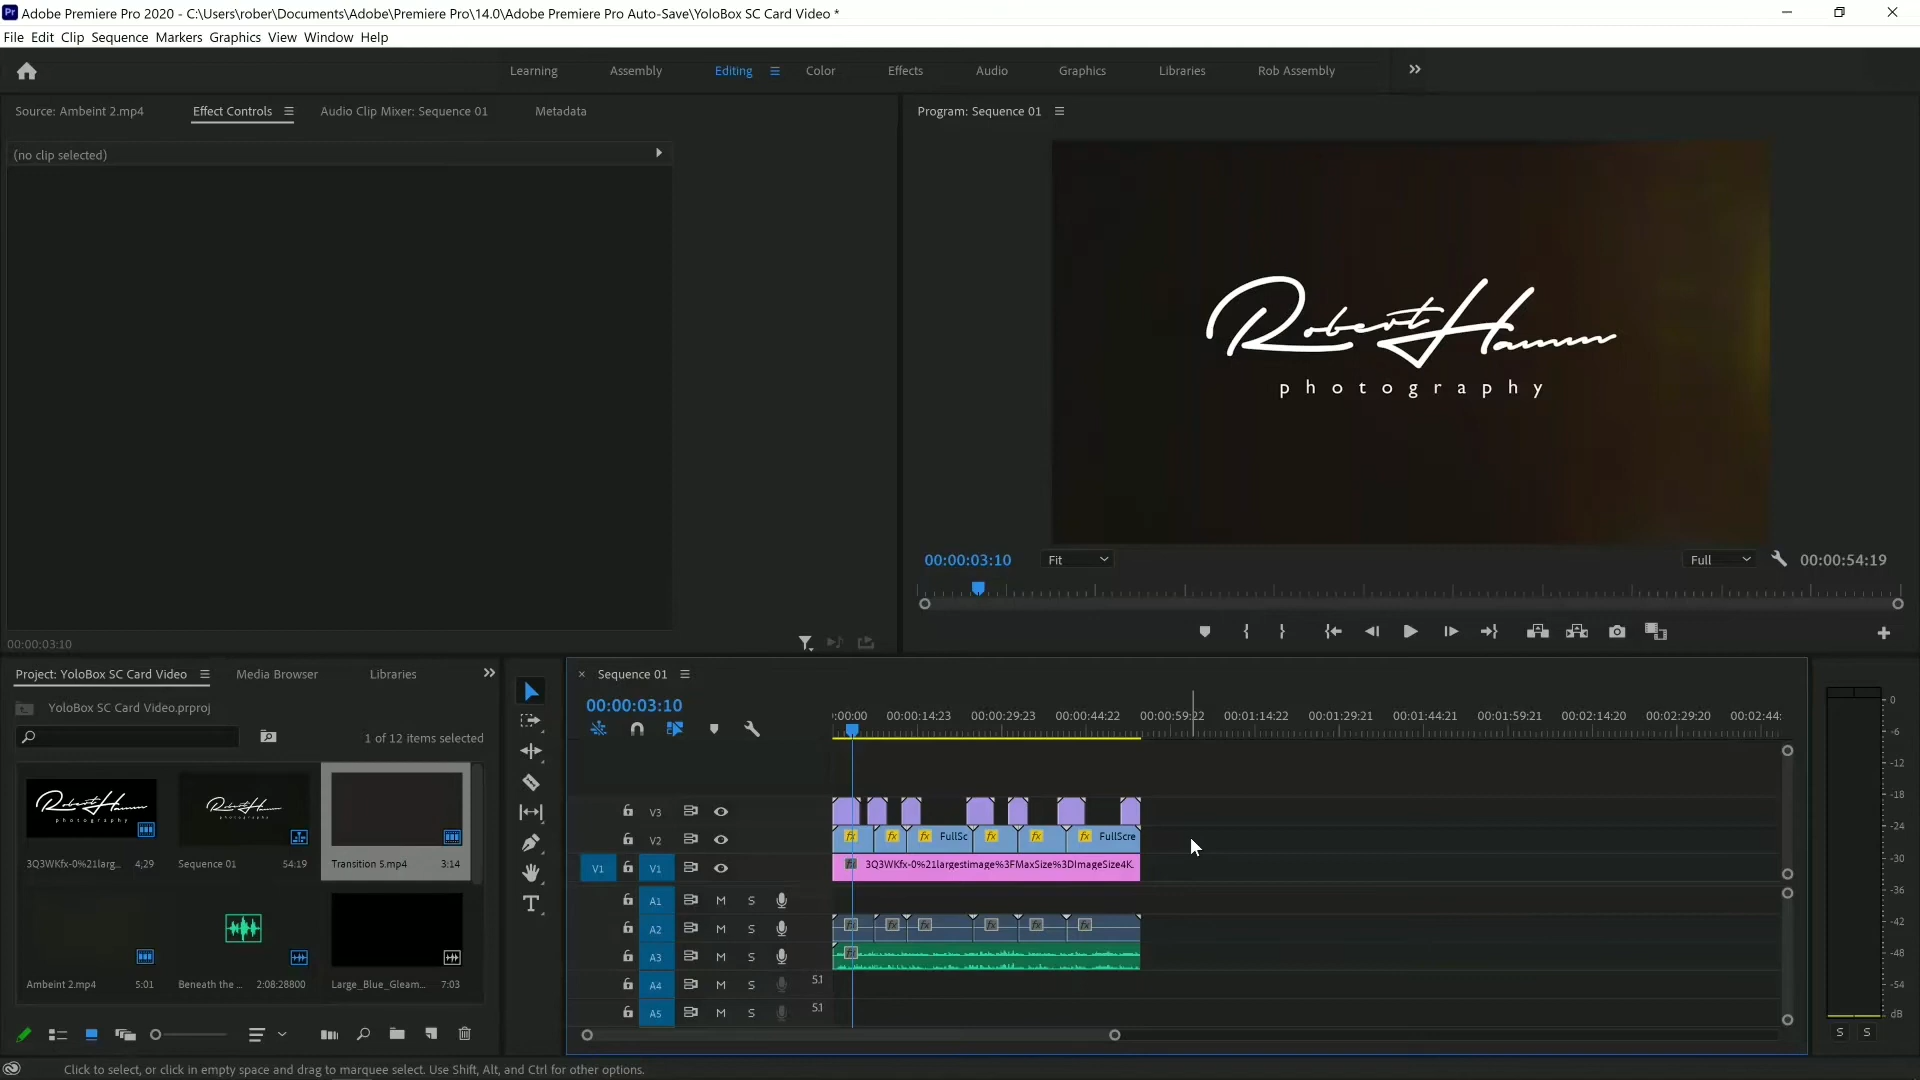 Pr Adobe Premiere Pro 2020 - C:\Users\rober\Documents\Adobe\Premiere Pro\14.0\Adobe Premiere Pro Auto-Save\YoloBox SC Card Video *
File Edit Clip Sequence Markers Graphics View Window Help
Learning Assembly Editing Color Effects Audio Graphics Libraries Rob Assembly
Source: Ambeint 2.mp4 Effect Controls Audio Clip Mixer: Sequence 01 Metadata
Program: Sequence 01
(no clip selected)
Robert Hamm
photography
00:00:03:10 Fit Full 00:00:54:19
00:00:03:10
Project: YoloBox SC Card Video Media Browser Libraries
YoloBox SC Card Video.prproj
1 of 12 items selected
Robert Hamm
photography
3Q3WKfx-0%21larg... 4,29
Sequence 01 54:19
Transition 5.mp4 3:14
Ambeint 2.mp4 5:01
Beneath the ... 2:08:28800
Large_Blue_Gleam... 7:03
Sequence 01
00:00:03:10
:00:00 00:00:14:23 00:00:29:23 00:00:44:22 00:00:59:22 00:01:14:22 00:01:29:21 00:01:44:21 00:01:59:21 00:02:14:20 00:02:29:20 00:02:44:
V3
V2 fx fx fx FullSc fx fx fx FullScre
V1 V1 fx 3Q3WKfx-0%21largestimage%3FMaxSize%3DImageSize4K.
A1 M S
A2 M S fx fx fx fx fx fx
A3 M S fx
A4 M S 5.1
A5 M S 5.1
0
-6
-12
-18
-24
-30
-36
-42
-48
-54
dB
S S
Click to select, or click in empty space and drag to marquee select. Use Shift, Alt, and Ctrl for other options.